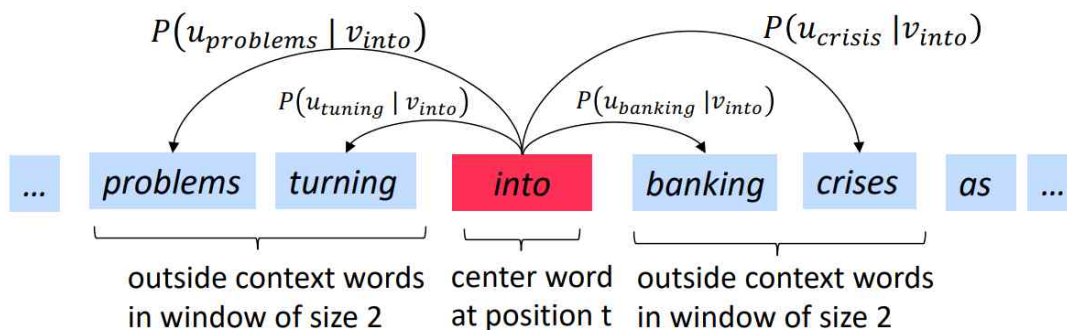 P(u_problems | v_into)
P(u_crisis | v_into)
P(u_tuning | v_into)
P(u_banking | v_into)
... problems turning into banking crises as ...
outside context words
in window of size 2
center word
at position t
outside context words
in window of size 2